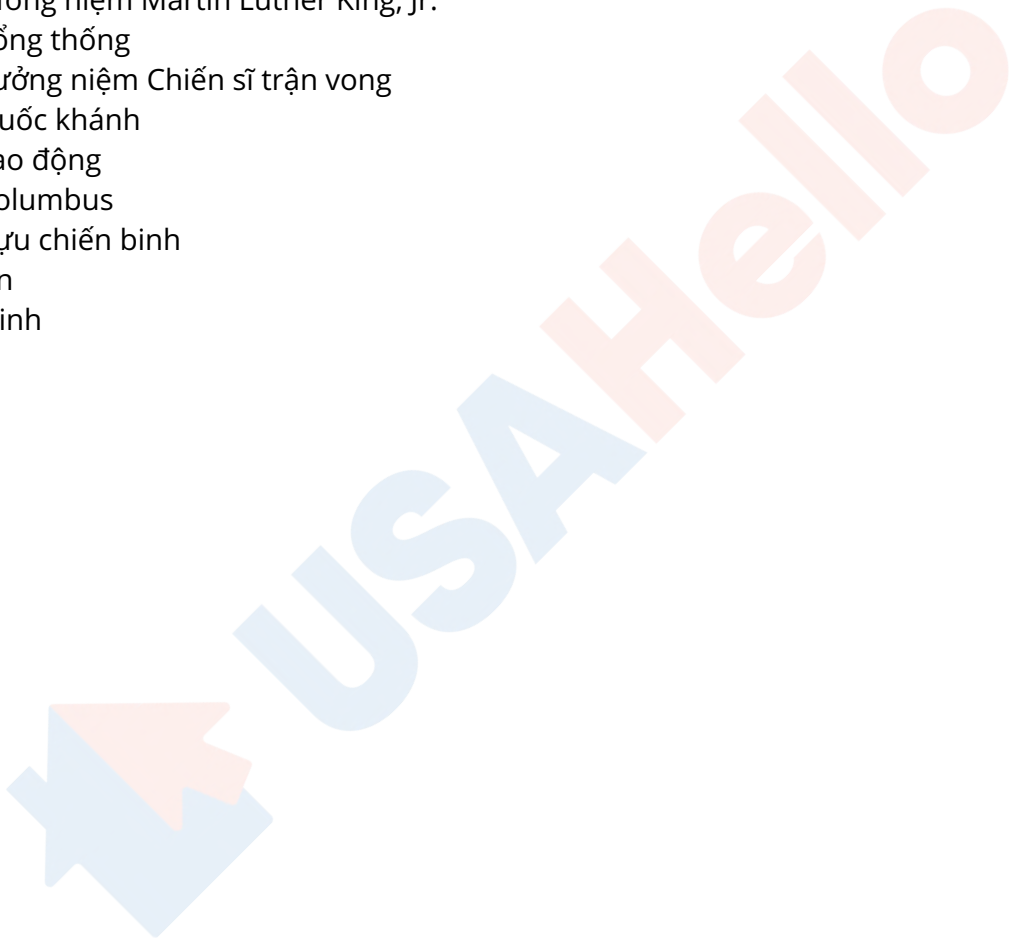 ưởng niệm Martin Luther King, Jr.
ổng thống
ưởng niệm Chiến sĩ trận vong
uốc khánh
ao động
olumbus
ựu chiến binh
n
inh
USAHello